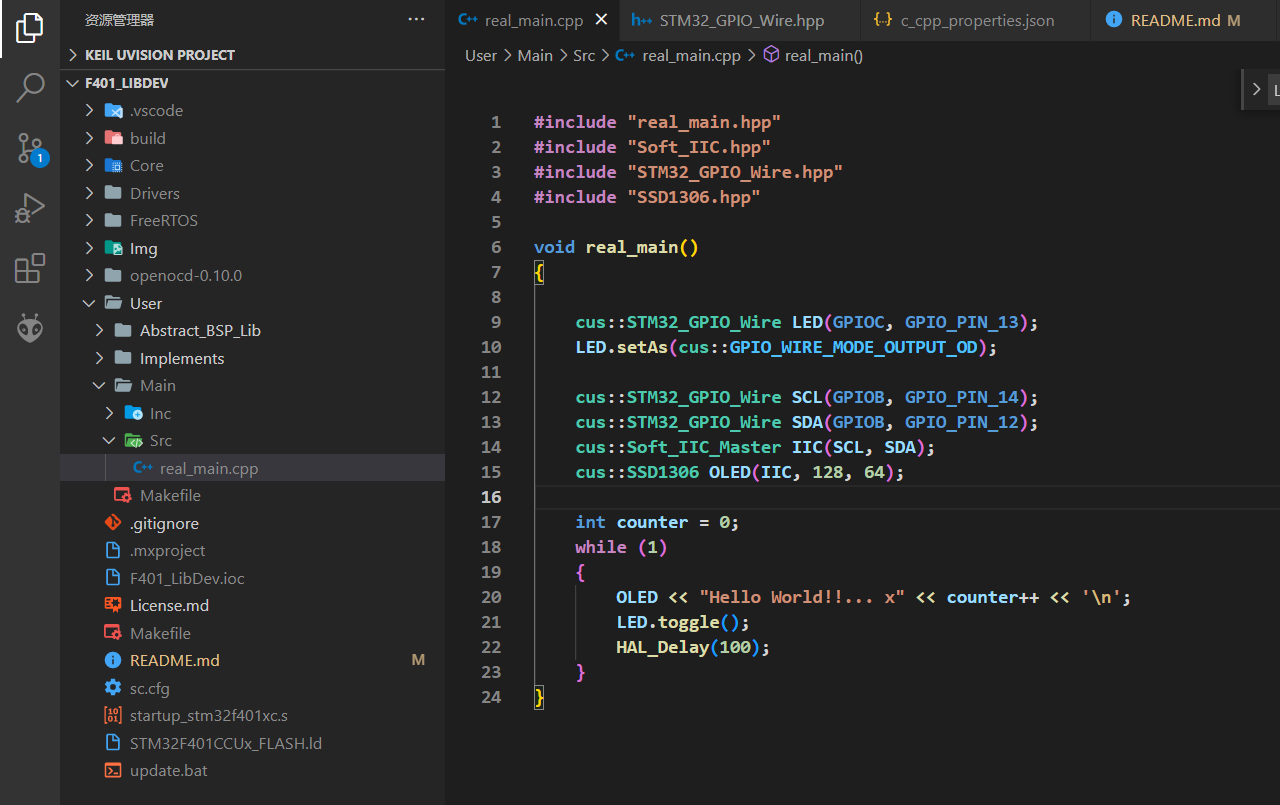 资源管理器
KEIL UVISION PROJECT
F401_LIBDEV
.vscode
build
Core
Drivers
FreeRTOS
Img
openocd-0.10.0
User
Abstract_BSP_Lib
Implements
Main
Inc
Src
real_main.cpp
Makefile
.gitignore
.mxproject
F401_LibDev.ioc
License.md
Makefile
README.md M
sc.cfg
startup_stm32f401xc.s
STM32F401CCUx_FLASH.ld
update.bat
1
real_main.cpp STM32_GPIO_Wire.hpp c_cpp_properties.json README.md M
User > Main > Src > real_main.cpp > real_main()
1 #include "real_main.hpp"
2 #include "Soft_IIC.hpp"
3 #include "STM32_GPIO_Wire.hpp"
4 #include "SSD1306.hpp"
5
6 void real_main()
7 {
8
9 cus::STM32_GPIO_Wire LED(GPIOC, GPIO_PIN_13);
10 LED.setAs(cus::GPIO_WIRE_MODE_OUTPUT_OD);
11
12 cus::STM32_GPIO_Wire SCL(GPIOB, GPIO_PIN_14);
13 cus::STM32_GPIO_Wire SDA(GPIOB, GPIO_PIN_12);
14 cus::Soft_IIC_Master IIC(SCL, SDA);
15 cus::SSD1306 OLED(IIC, 128, 64);
16
17 int counter = 0;
18 while (1)
19 {
20 OLED << "Hello World!!... x" << counter++ << '\n';
21 LED.toggle();
22 HAL_Delay(100);
23 }
24 }